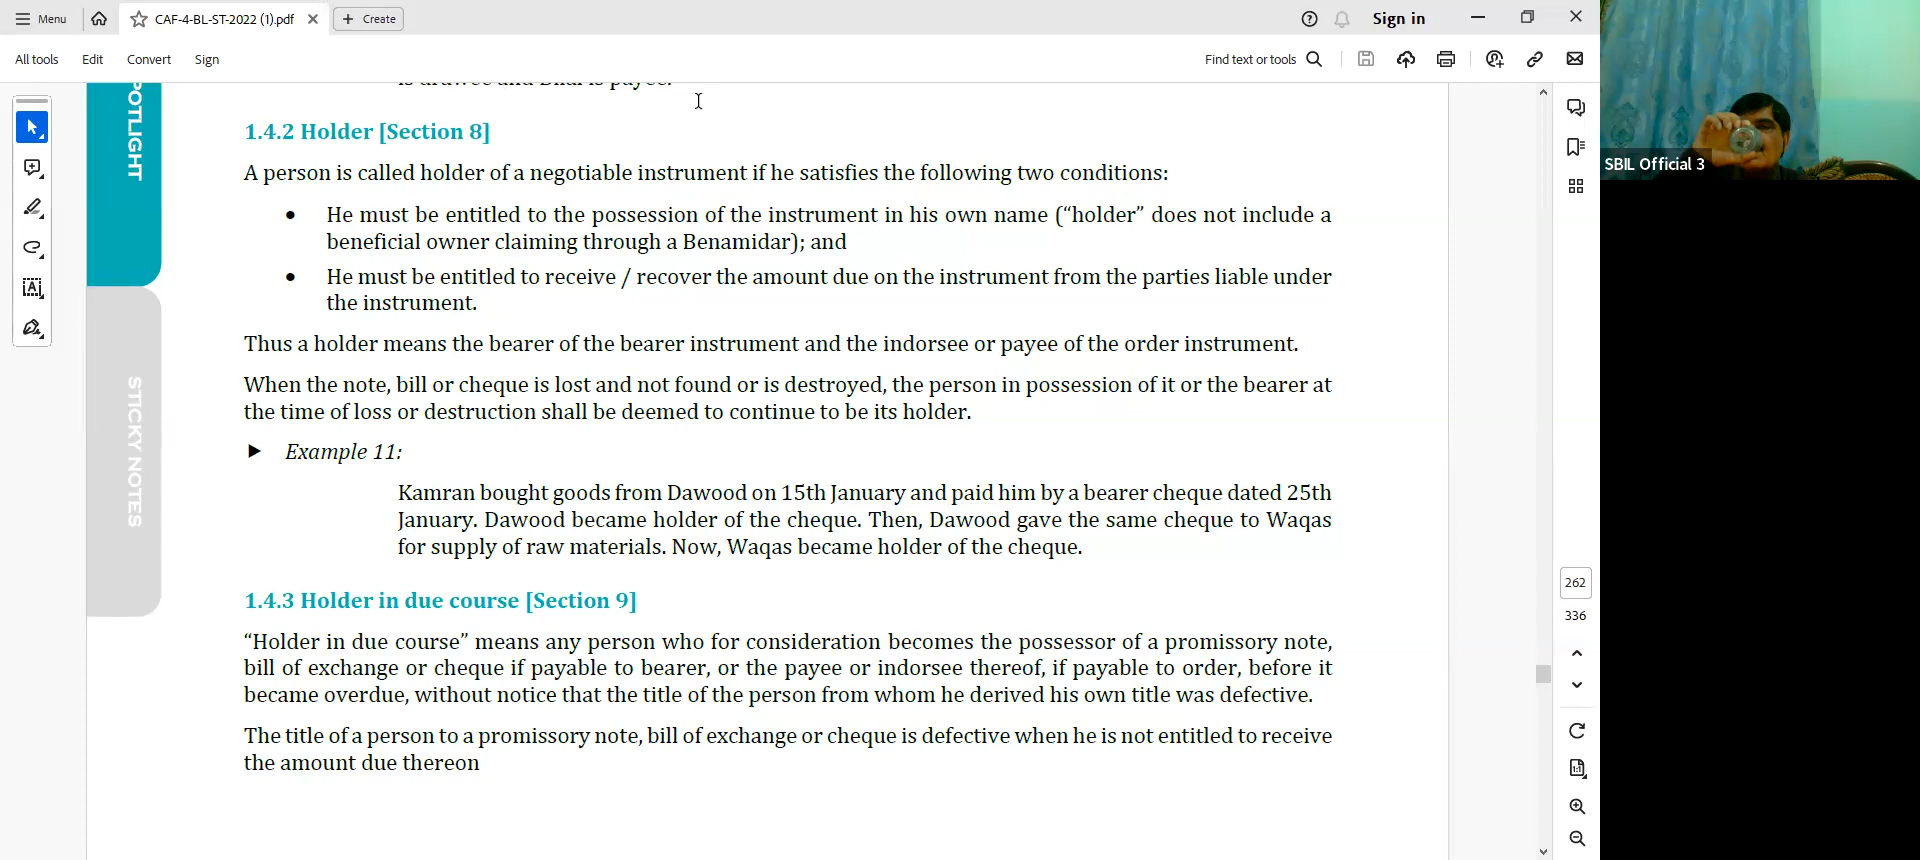 Menu
CAF-4-BL-ST-2022 (1).pdf
Create
Sign in
All tools
Edit
Convert
Sign
Find text or tools
POTLIGHT
STICKY NOTES
is drawee and Bilal is payee.
1.4.2 Holder [Section 8]
A person is called holder of a negotiable instrument if he satisfies the following two conditions:
• He must be entitled to the possession of the instrument in his own name (“holder” does not include a
beneficial owner claiming through a Benamidar); and
• He must be entitled to receive / recover the amount due on the instrument from the parties liable under
the instrument.
Thus a holder means the bearer of the bearer instrument and the indorsee or payee of the order instrument.
When the note, bill or cheque is lost and not found or is destroyed, the person in possession of it or the bearer at
the time of loss or destruction shall be deemed to continue to be its holder.
Example 11:
Kamran bought goods from Dawood on 15th January and paid him by a bearer cheque dated 25th
January. Dawood became holder of the cheque. Then, Dawood gave the same cheque to Waqas
for supply of raw materials. Now, Waqas became holder of the cheque.
1.4.3 Holder in due course [Section 9]
“Holder in due course” means any person who for consideration becomes the possessor of a promissory note,
bill of exchange or cheque if payable to bearer, or the payee or indorsee thereof, if payable to order, before it
became overdue, without notice that the title of the person from whom he derived his own title was defective.
The title of a person to a promissory note, bill of exchange or cheque is defective when he is not entitled to receive
the amount due thereon
262
336
1:1
SBIL Official 3